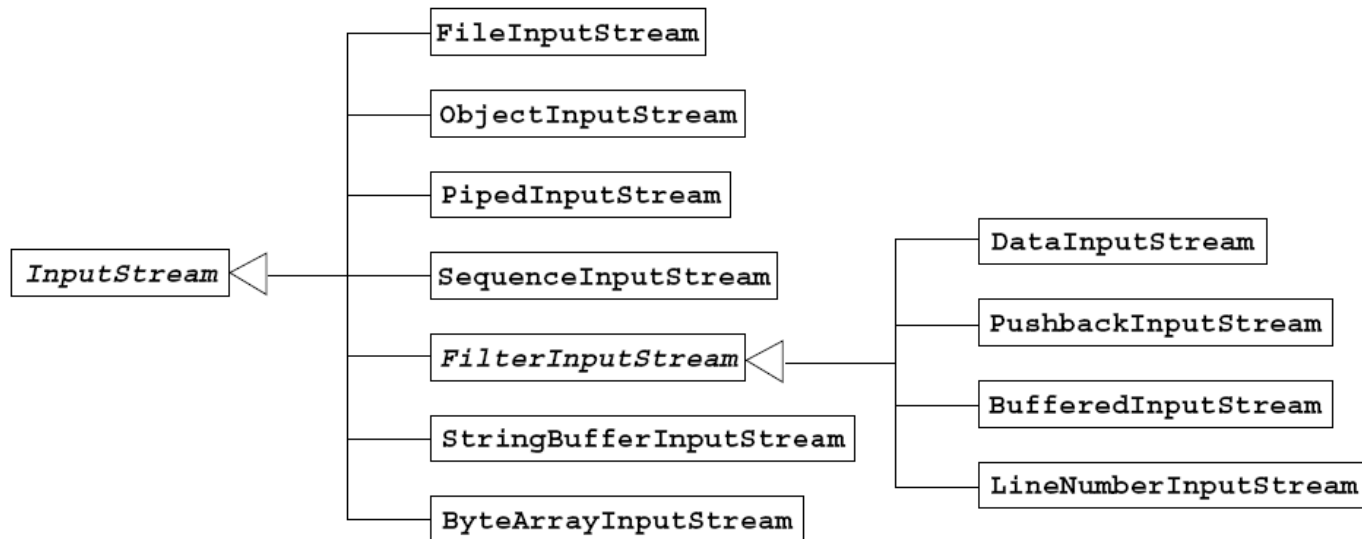 FileInputStream
ObjectInputStream
PipedInputStream
InputStream
SequenceInputStream
FilterInputStream
StringBufferInputStream
ByteArrayInputStream
DataInputStream
PushbackInputStream
BufferedInputStream
LineNumberInputStream